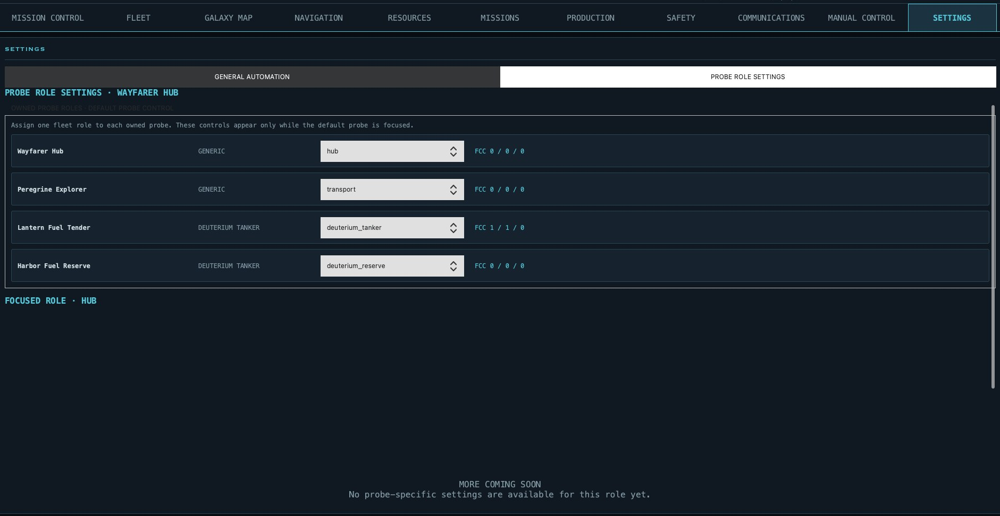 MISSION CONTROL FLEET GALAXY MAP NAVIGATION RESOURCES MISSIONS PRODUCTION SAFETY COMMUNICATIONS MANUAL CONTROL SETTINGS
SETTINGS
GENERAL AUTOMATION PROBE ROLE SETTINGS
PROBE ROLE SETTINGS · WAYFARER HUB
OWNED PROBE ROLES · DEFAULT PROBE CONTROL
Assign one fleet role to each owned probe. These controls appear only while the default probe is focused.
Wayfarer Hub GENERIC hub FCC 0 / 0 / 0
Peregrine Explorer GENERIC transport FCC 0 / 0 / 0
Lantern Fuel Tender DEUTERIUM TANKER deuterium_tanker FCC 1 / 1 / 0
Harbor Fuel Reserve DEUTERIUM TANKER deuterium_reserve FCC 0 / 0 / 0
FOCUSED ROLE · HUB
MORE COMING SOON
No probe-specific settings are available for this role yet.